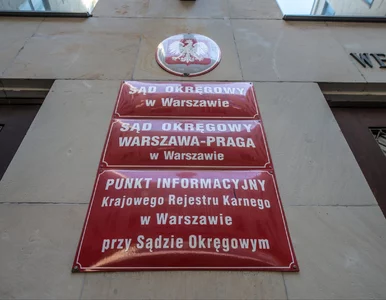 SĄD OKRĘGOWY
w Warszawie
SĄD OKRĘGOWY
WARSZAWA-PRAGA
w Warszawie
PUNKT INFORMACYJNY
Krajowego Rejestru Karnego
w Warszawie
przy Sądzie Okręgowym